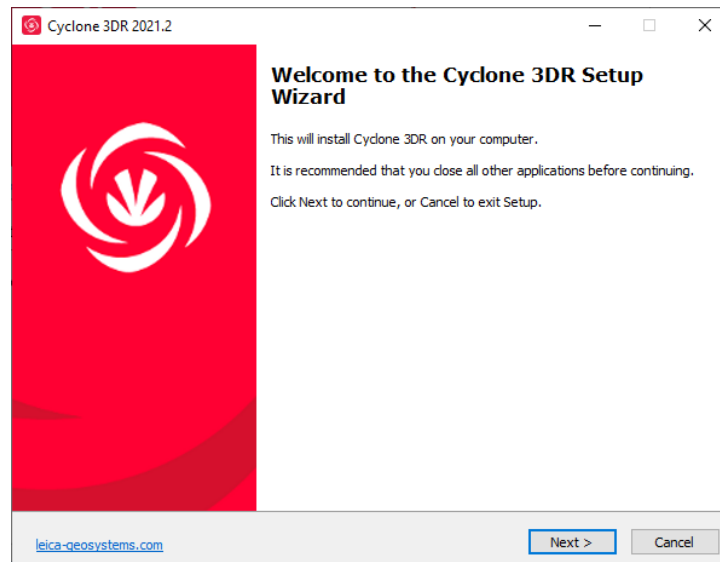 Cyclone 3DR 2021.2
Welcome to the Cyclone 3DR Setup
Wizard
This will install Cyclone 3DR on your computer.
It is recommended that you close all other applications before continuing.
Click Next to continue, or Cancel to exit Setup.
leica-geosystems.com
Next >
Cancel